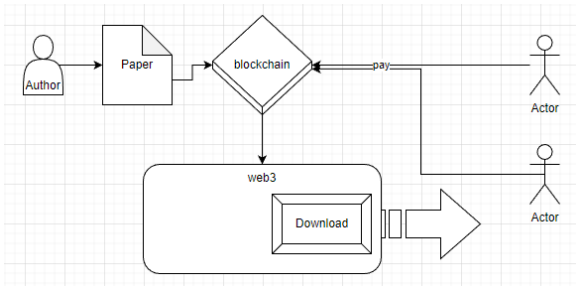 Author
Paper
blockchain
pay
Actor
web3
Download
Actor